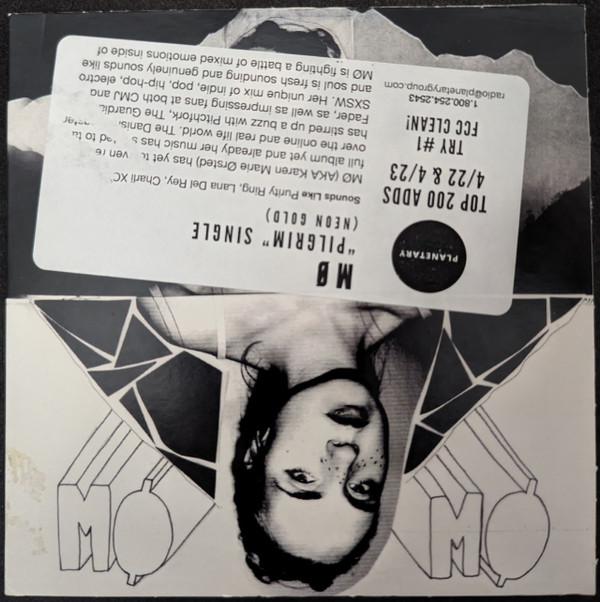 PLANETARY
TOP 200 ADDS
4/22 & 4/23
TRY #1
FCC CLEAN!
1.800.254.2543
radio@planetarygroup.com
MØ
"PILGRIM" SINGLE
(NEON GOLD)
Sounds Like Purity Ring, Lana Del Rey, Charli XC
MØ (AKA Karen Marie Ørsted) has yet to
full album yet and already her music has
over the online and real life world. The
has stirred up a buzz with Pitchfork, The
Fader, as well as impressing fans at both CMJ and
SXSW. Her unique mix of indie, pop, hip-hop, electro
and soul is fresh sounding and genuinely sounds like
MØ is fighting a battle of mixed emotions inside of
MØ
MØ